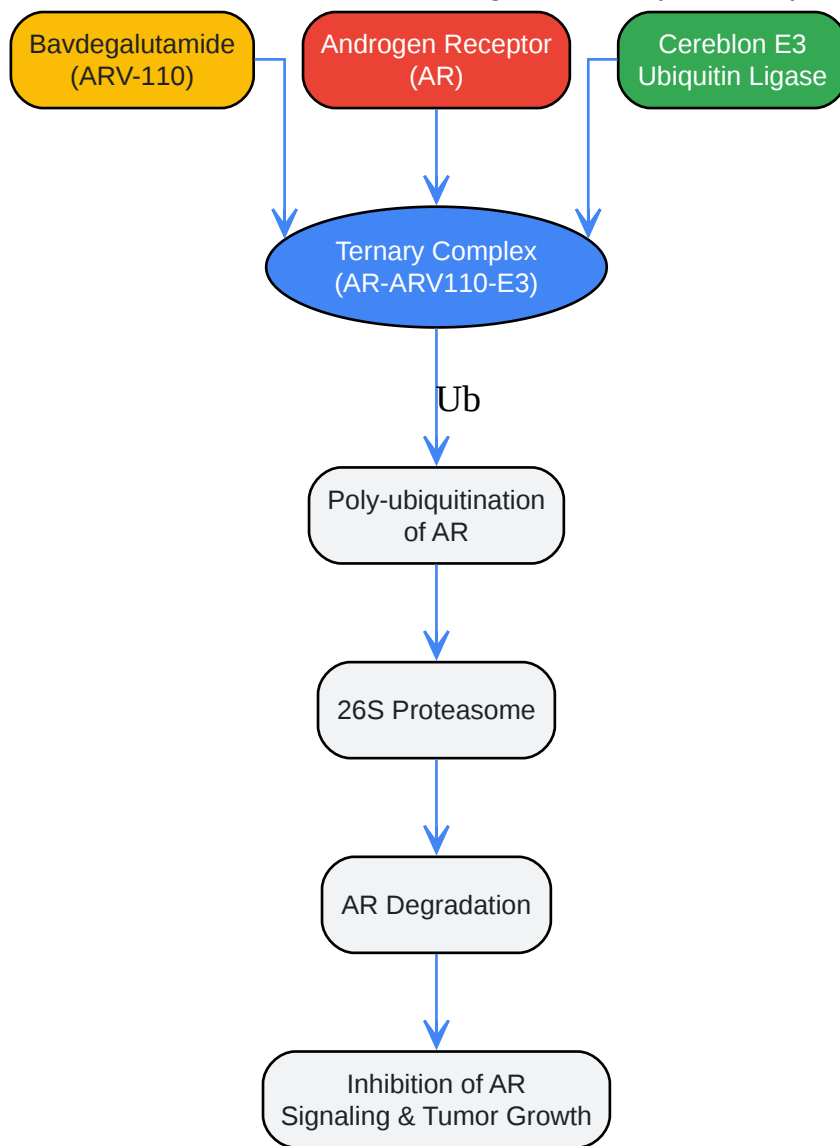 Bavdegalutamide
(ARV-110)
Androgen Receptor
(AR)
Cereblon E3
Ubiquitin Ligase
Ternary Complex
(AR-ARV110-E3)
Ub
Poly-ubiquitination
of AR
26S Proteasome
AR Degradation
Inhibition of AR
Signaling & Tumor Growth